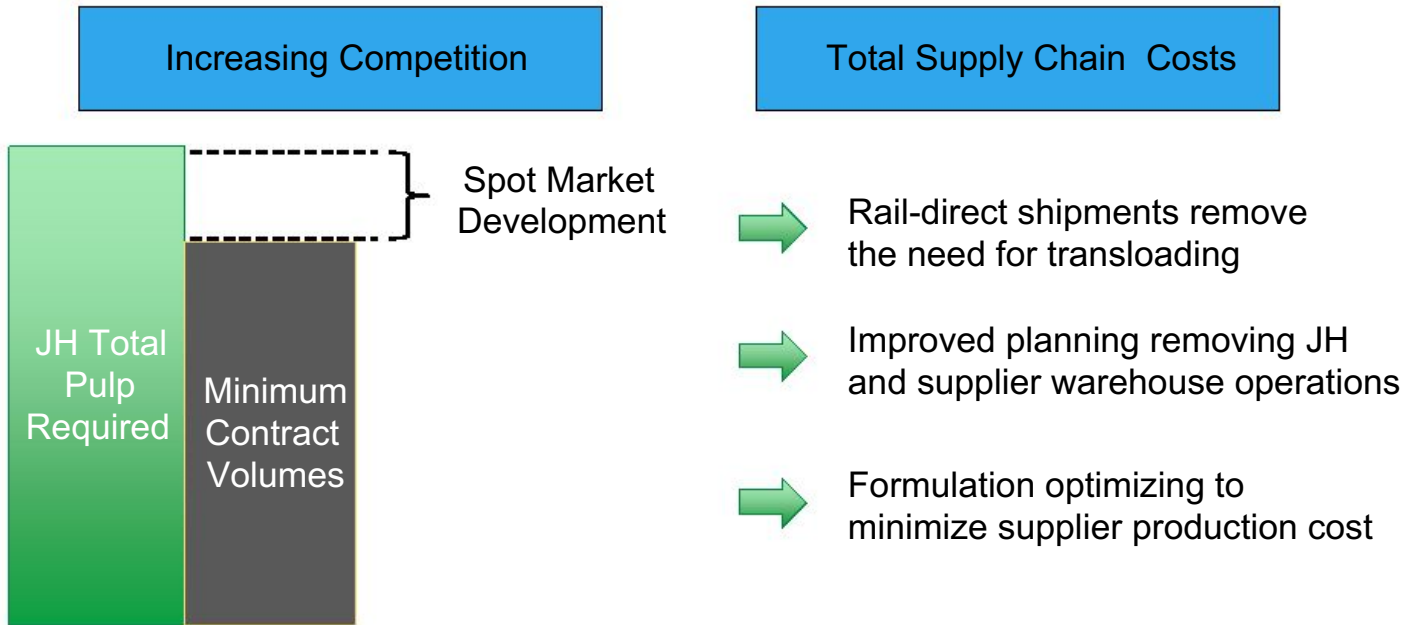 Increasing Competition
Total Supply Chain Costs
Spot Market
Development
JH Total
Pulp
Required
Minimum
Contract
Volumes
Rail-direct shipments remove
the need for transloading
Improved planning removing JH
and supplier warehouse operations
Formulation optimizing to
minimize supplier production cost